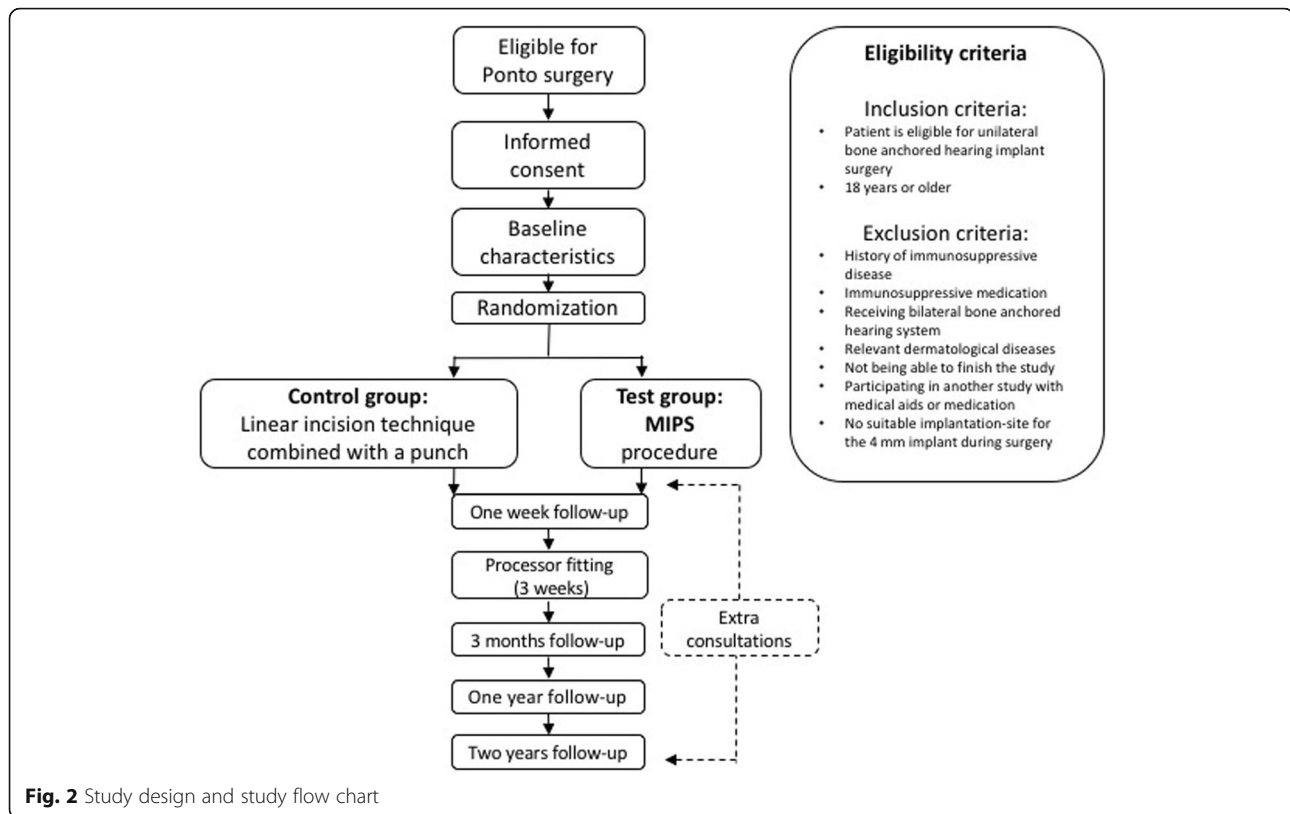 Eligible for
Ponto surgery
Informed
consent
Baseline
characteristics
Randomization
Control group:
Linear incision technique
combined with a punch
Test group:
MIPS
procedure
One week follow-up
Processor fitting
(3 weeks)
3 months follow-up
One year follow-up
Two years follow-up
Extra
consultations
Eligibility criteria
Inclusion criteria:
• Patient is eligible for unilateral
bone anchored hearing implant
surgery
• 18 years or older
Exclusion criteria:
• History of immunosuppressive
disease
• Immunosuppressive medication
• Receiving bilateral bone anchored
hearing system
• Relevant dermatological diseases
• Not being able to finish the study
• Participating in another study with
medical aids or medication
• No suitable implantation-site for
the 4 mm implant during surgery
Fig. 2 Study design and study flow chart